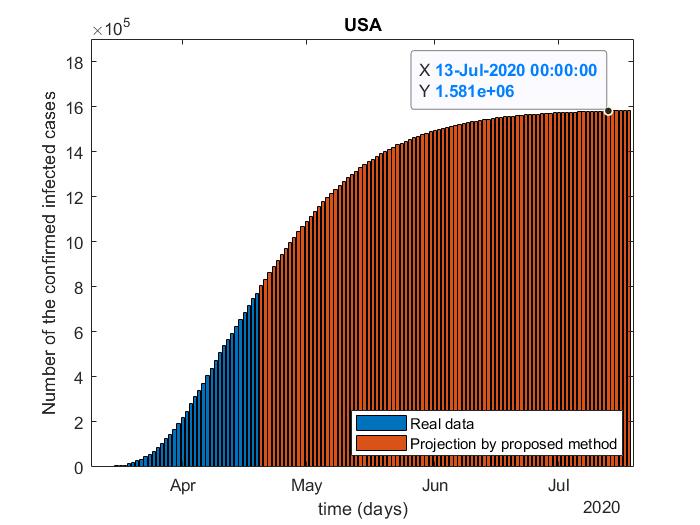 USA
×10⁵
X 13-Jul-2020 00:00:00
Y 1.581e+06
18
16
14
12
10
8
6
4
2
0
Number of the confirmed infected cases
Real data
Projection by proposed method
Apr May Jun Jul
time (days)
2020